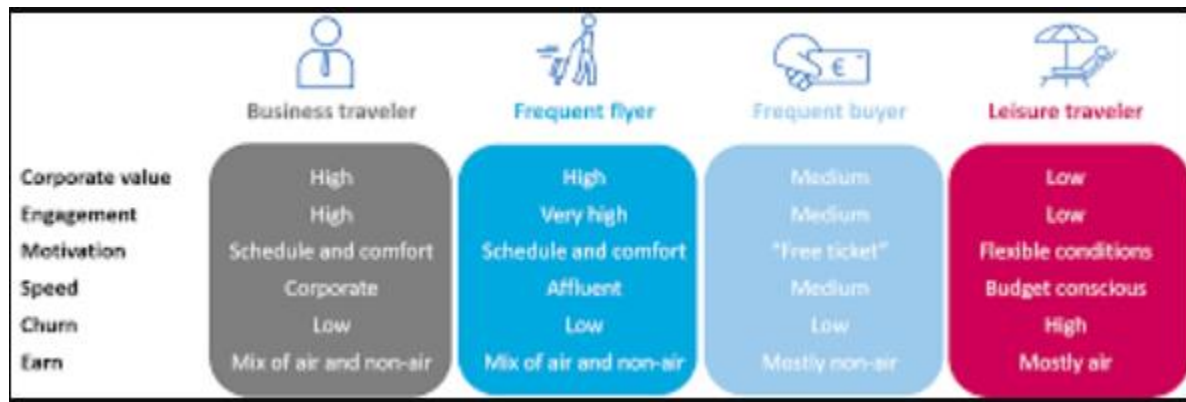 €
Business traveler Frequent flyer Frequent buyer Leisure traveler
Corporate value High High Medium Low
Engagement High Very high Medium Low
Motivation Schedule and comfort Schedule and comfort "Free ticket" Flexible conditions
Speed Corporate Affluent Medium Budget conscious
Churn Low Low Low High
Earn Mix of air and non-air Mix of air and non-air Mostly non-air Mostly air